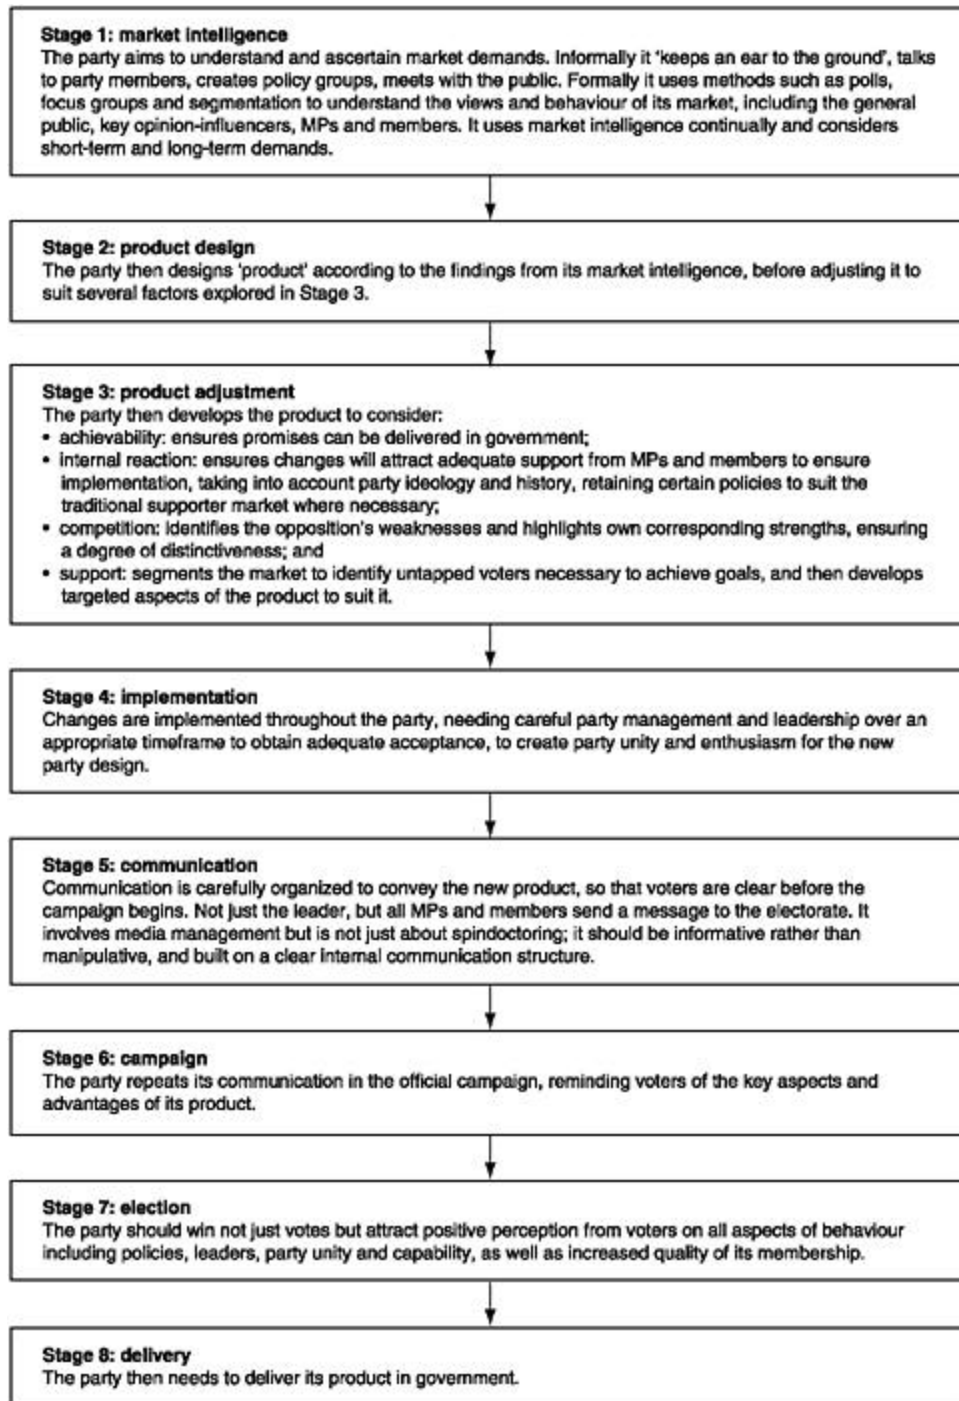 Stage 1: market intelligence
The party aims to understand and ascertain market demands. Informally it 'keeps an ear to the ground', talks
to party members, creates policy groups, meets with the public. Formally it uses methods such as polls,
focus groups and segmentation to understand the views and behaviour of its market, including the general
public, key opinion-influencers, MPs and members. It uses market intelligence continually and considers
short-term and long-term demands.
Stage 2: product design
The party then designs 'product' according to the findings from its market intelligence, before adjusting it to
suit several factors explored in Stage 3.
Stage 3: product adjustment
The party then develops the product to consider:
• achievability: ensures promises can be delivered in government;
• internal reaction: ensures changes will attract adequate support from MPs and members to ensure
implementation, taking into account party ideology and history, retaining certain policies to suit the
traditional supporter market where necessary;
• competition: identifies the opposition's weaknesses and highlights own corresponding strengths, ensuring
a degree of distinctiveness; and
• support: segments the market to identify untapped voters necessary to achieve goals, and then develops
targeted aspects of the product to suit it.
Stage 4: implementation
Changes are implemented throughout the party, needing careful party management and leadership over an
appropriate timeframe to obtain adequate acceptance, to create party unity and enthusiasm for the new
party design.
Stage 5: communication
Communication is carefully organized to convey the new product, so that voters are clear before the
campaign begins. Not just the leader, but all MPs and members send a message to the electorate. It
involves media management but is not just about spindoctoring; it should be informative rather than
manipulative, and built on a clear internal communication structure.
Stage 6: campaign
The party repeats its communication in the official campaign, reminding voters of the key aspects and
advantages of its product.
Stage 7: election
The party should win not just votes but attract positive perception from voters on all aspects of behaviour
including policies, leaders, party unity and capability, as well as increased quality of its membership.
Stage 8: delivery
The party then needs to deliver its product in government.